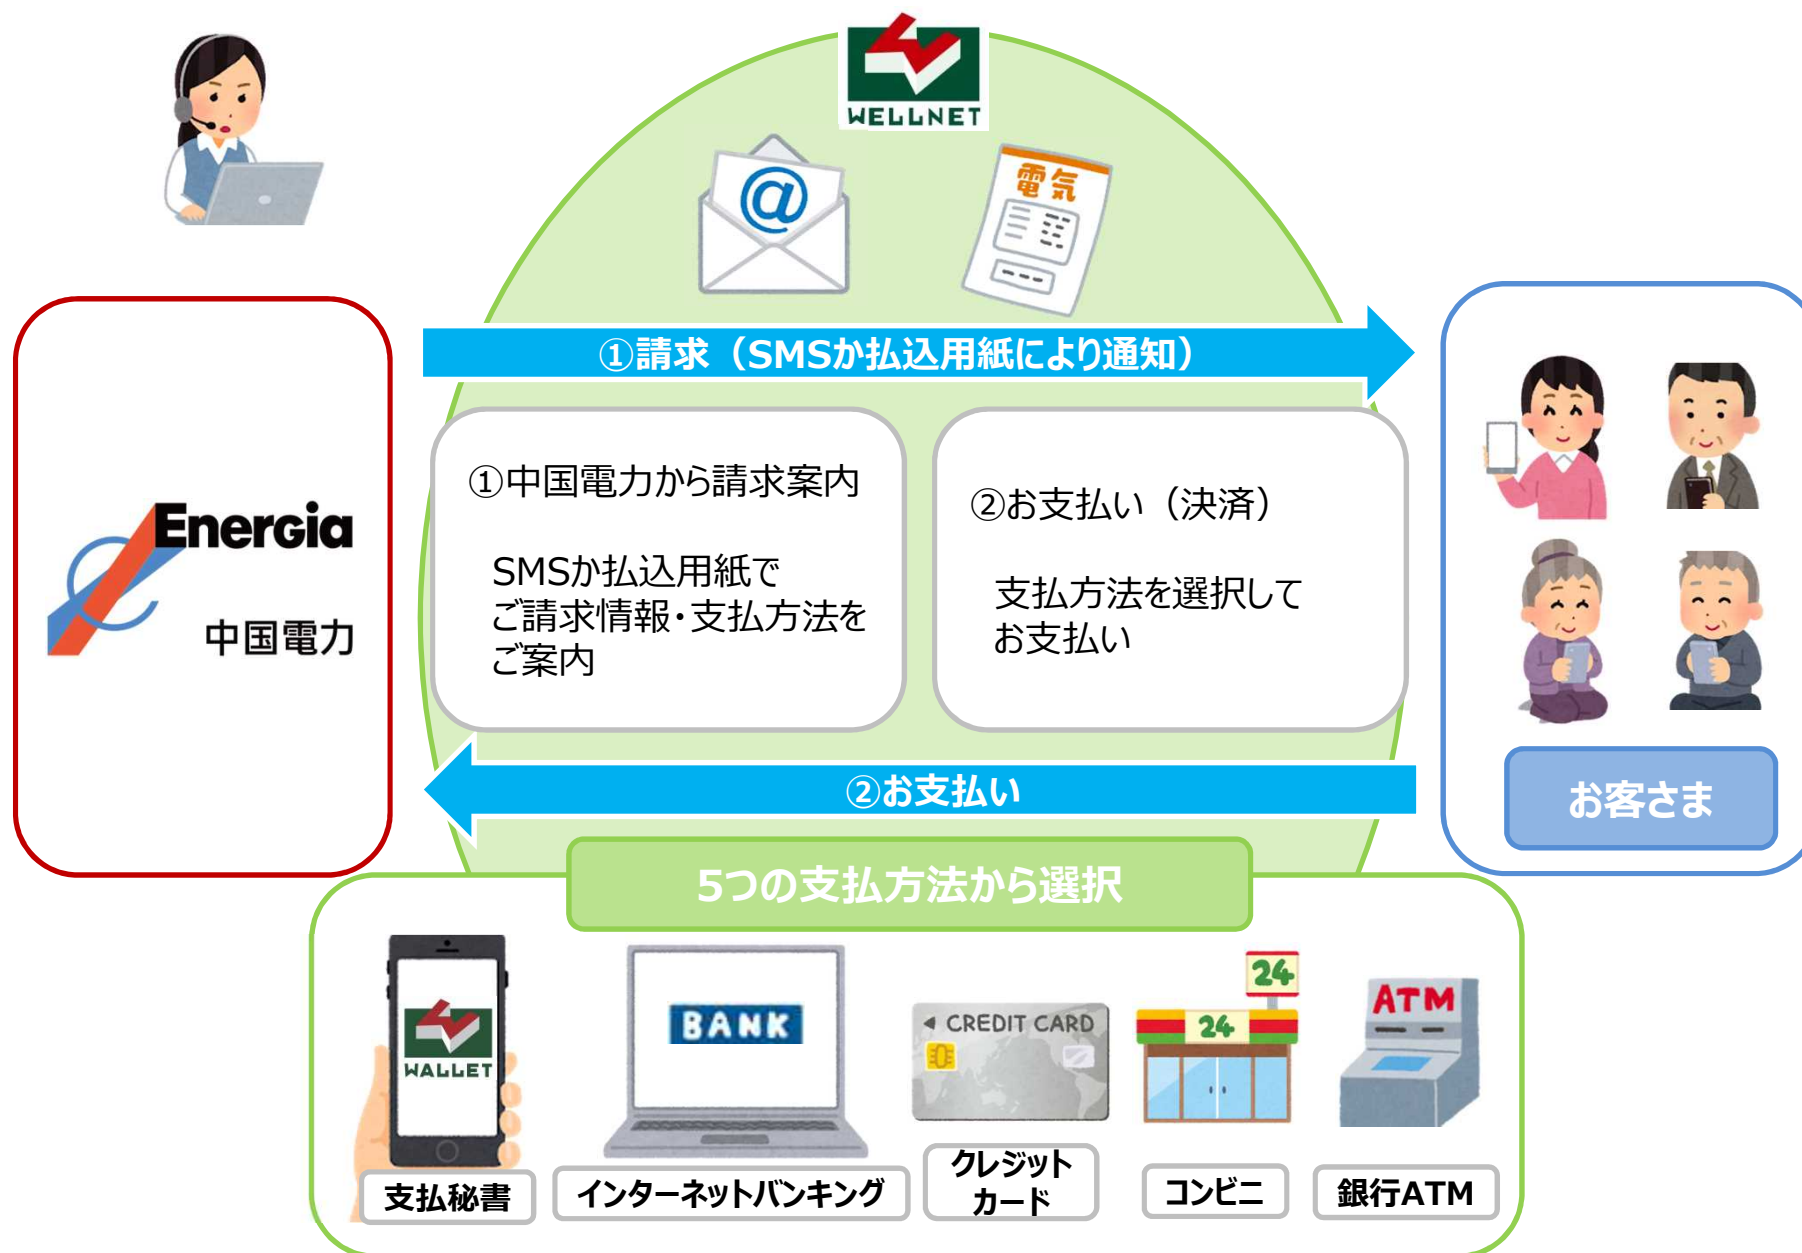 WELLNET
@
電気
①請求（SMSか払込用紙により通知）
Energia
中国電力
①中国電力から請求案内
SMSか払込用紙で
ご請求情報・支払方法を
ご案内
②お支払い（決済）
支払方法を選択して
お支払い
②お支払い
お客さま
5つの支払方法から選択
WALLET
BANK
CREDIT CARD
24
24
ATM
支払秘書
インターネットバンキング
クレジット
カード
コンビニ
銀行ATM